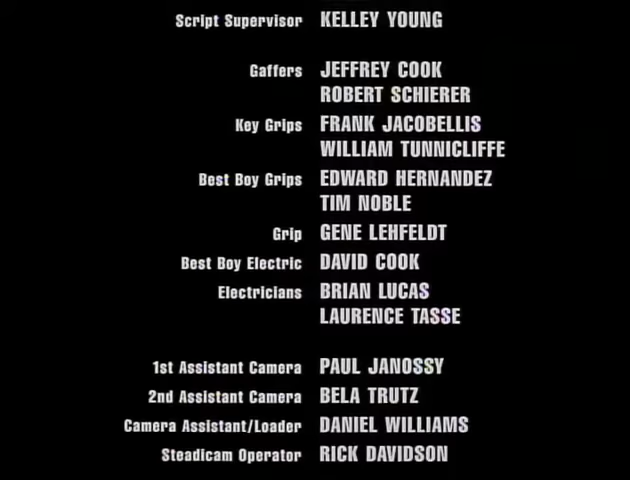 Script Supervisor KELLEY YOUNG
Gaffers JEFFREY COOK
ROBERT SCHIERER
Key Grips FRANK JACOBELLIS
WILLIAM TUNNICLIFFE
Best Boy Grips EDWARD HERNANDEZ
TIM NOBLE
Grip GENE LEHFELDT
Best Boy Electric DAVID COOK
Electricians BRIAN LUCAS
LAURENCE TASSE
1st Assistant Camera PAUL JANOSSY
2nd Assistant Camera BELA TRUTZ
Camera Assistant/Loader DANIEL WILLIAMS
Steadicam Operator RICK DAVIDSON